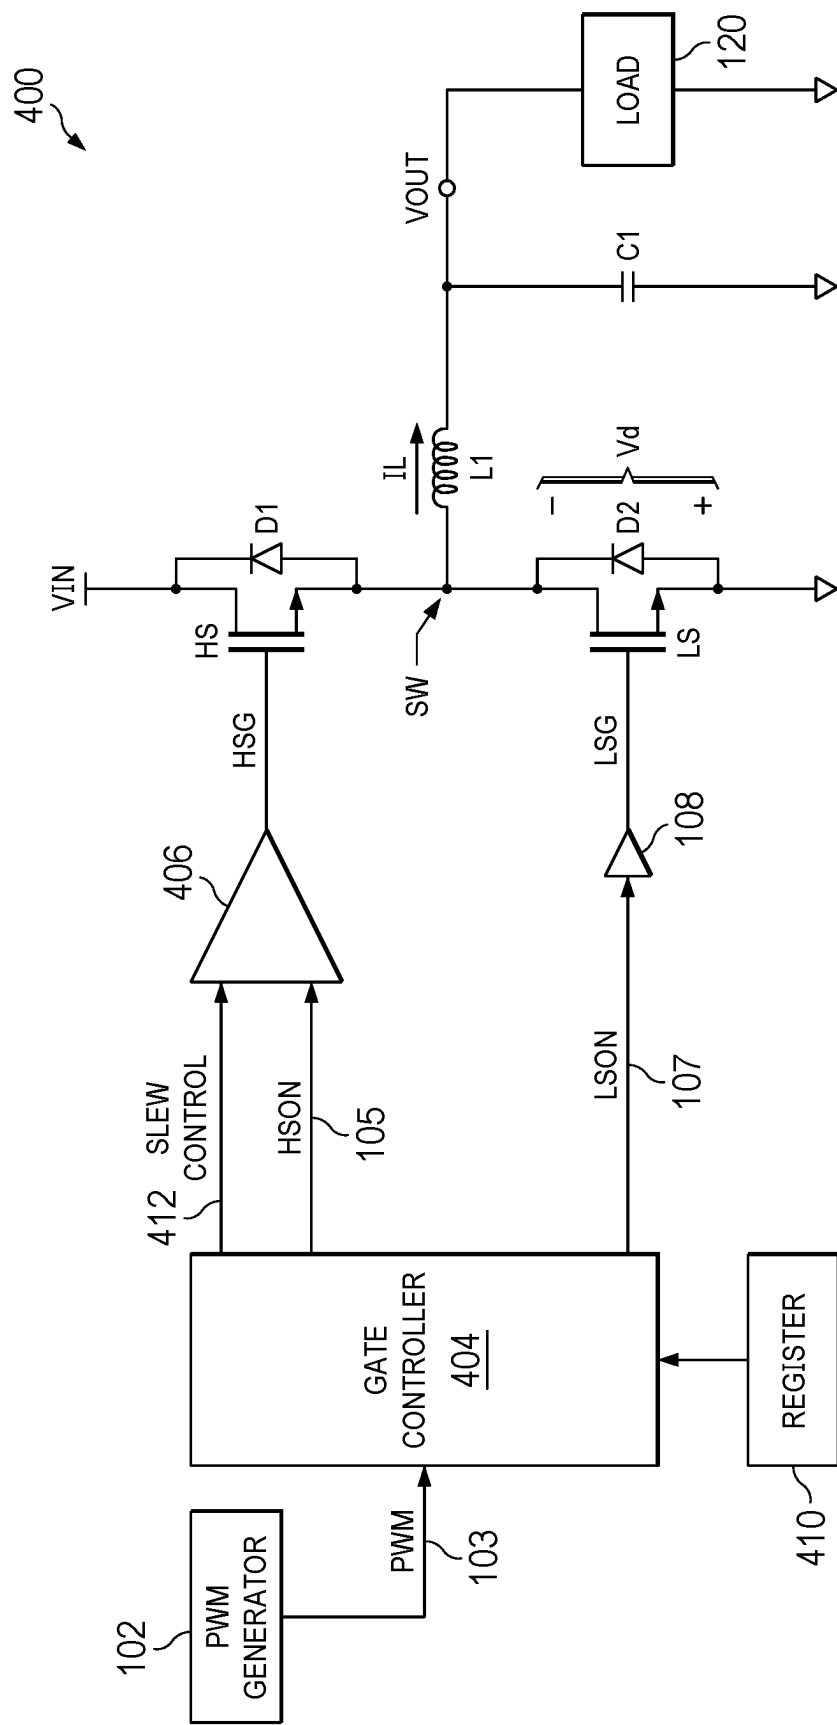 400
VIN
HS
D1
HSG
406
SLEW
CONTROL
412
HSON
105
SW
IL
L1
VOUT
LOAD
120
C1
Vd
−
+
D2
LS
LSG
108
LSON
107
GATE
CONTROLLER
404
PWM
GENERATOR
102
PWM
103
REGISTER
410